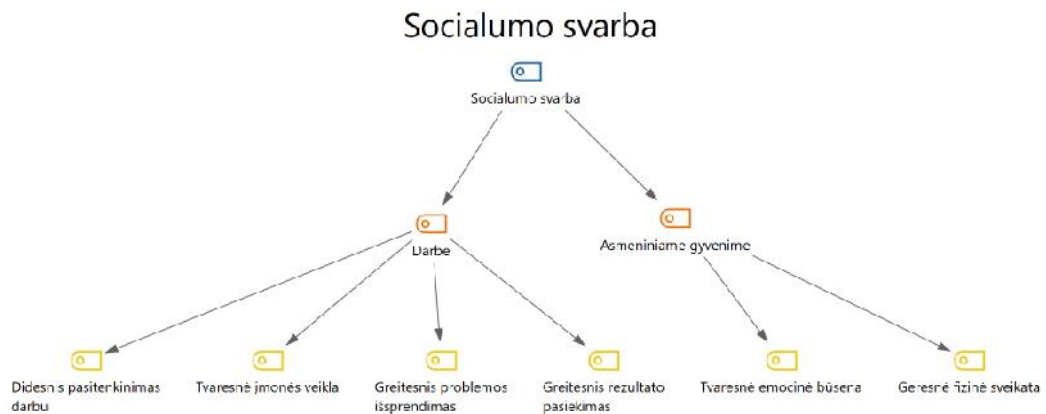 Socialumo svarba
Socialumo svarba
Darbe
Asmeniniame gyvenime
Didesnis pasitenkinimas
darbu
Tvaresnė įmonės veikla
Greitesnis problemos
išsprendimas
Greitesnis rezultato
pasiekimas
Tvaresnė emocinė būsena
Geresnė fizinė sveikata